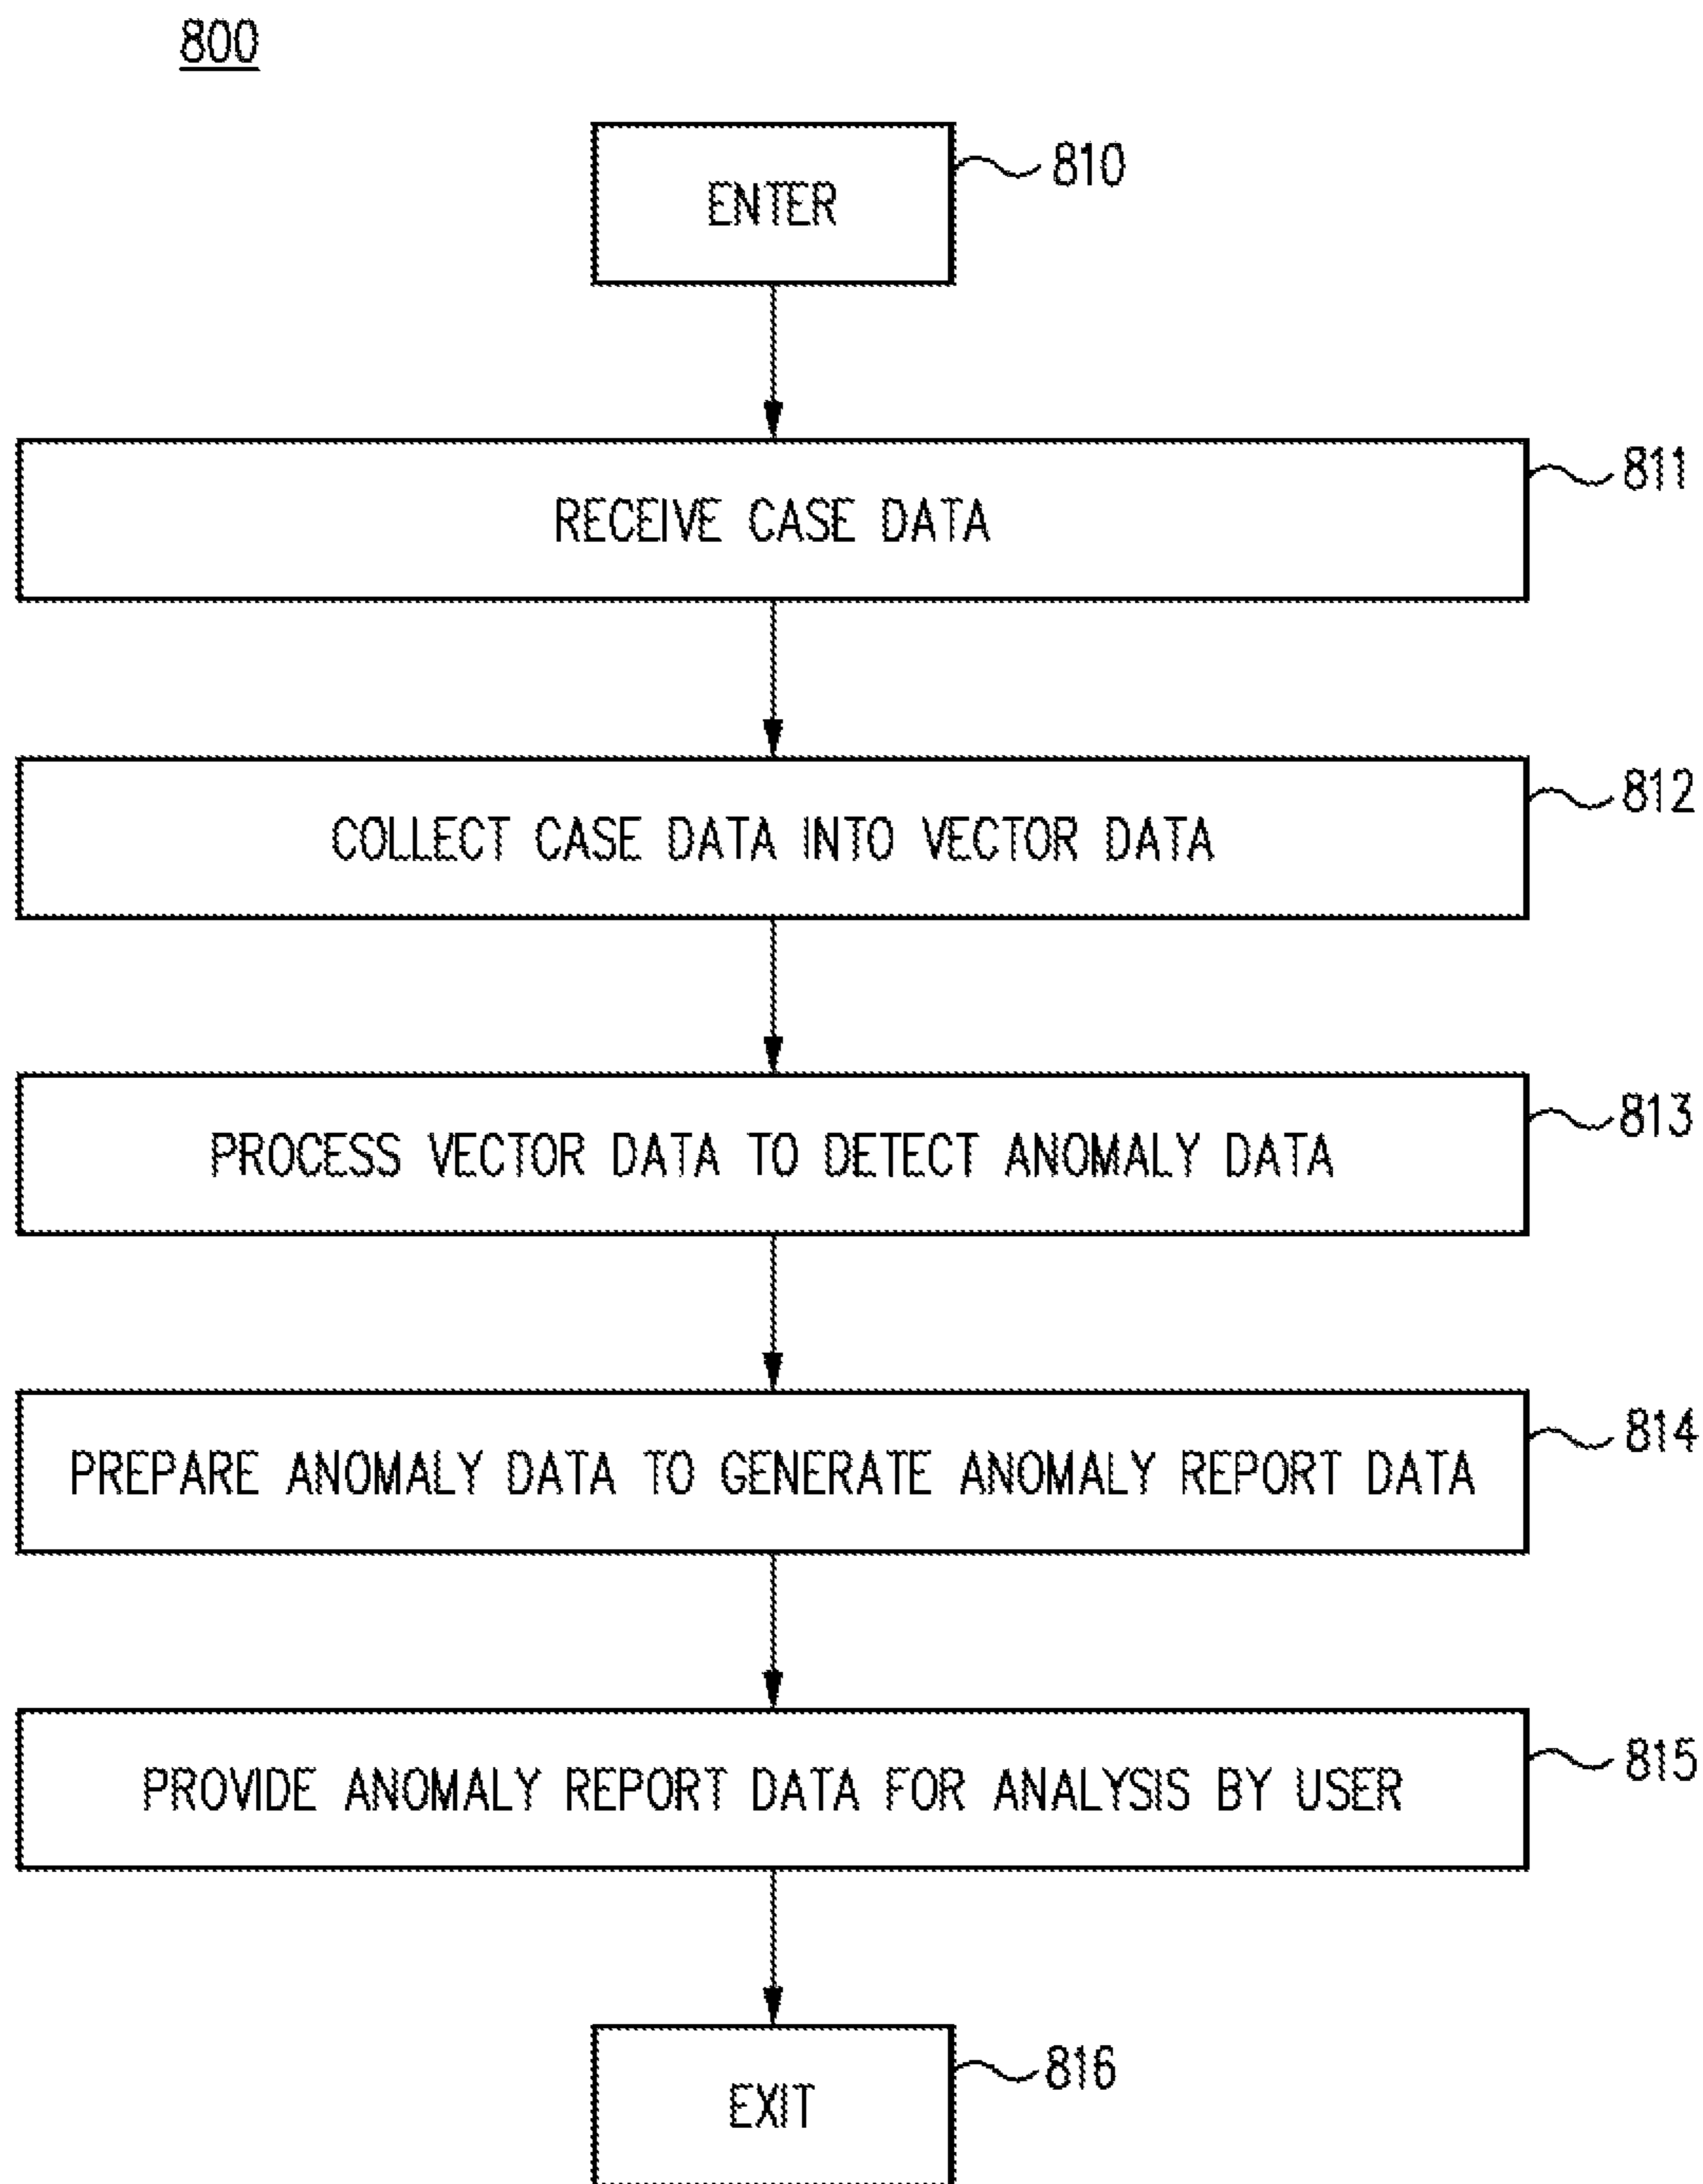 800
ENTER
810
RECEIVE CASE DATA
811
COLLECT CASE DATA INTO VECTOR DATA
812
PROCESS VECTOR DATA TO DETECT ANOMALY DATA
813
PREPARE ANOMALY DATA TO GENERATE ANOMALY REPORT DATA
814
PROVIDE ANOMALY REPORT DATA FOR ANALYSIS BY USER
815
EXIT
816